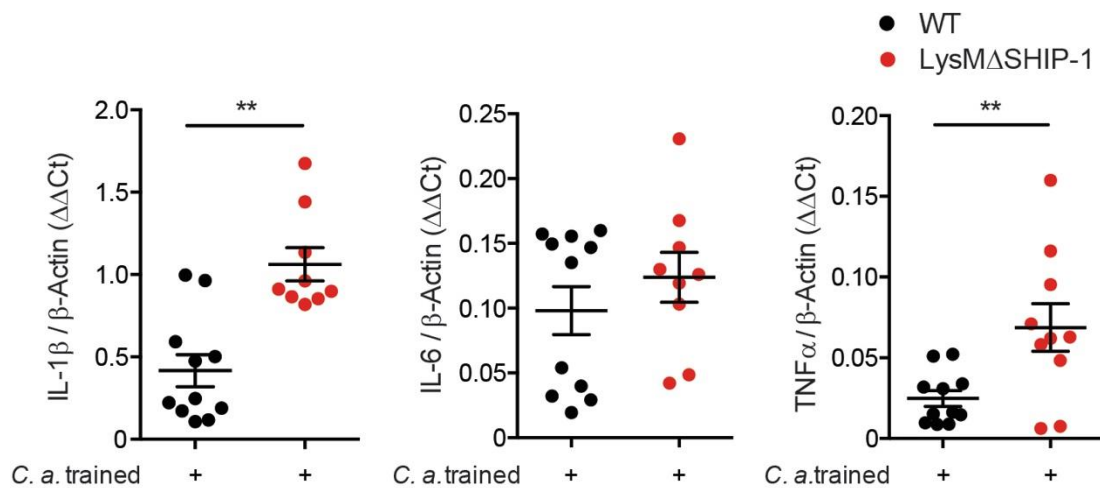 WT
LysMΔSHIP-1
IL-1β / β-Actin (ΔΔCt)
2.0
1.5
1.0
0.5
0
**
IL-6 / β-Actin (ΔΔCt)
0.25
0.20
0.15
0.10
0.05
0
TNFα / β-Actin (ΔΔCt)
0.20
0.15
0.10
0.05
0
**
C. a. trained + +
C. a. trained + +
C. a.trained + +